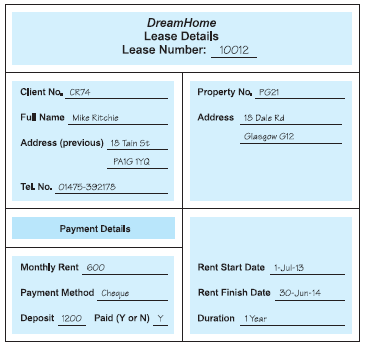 DreamHome
Lease Details
Lease Number: 10012
Client No. CR74
Full Name Mike Ritchie
Address (previous) 18 Tain St
PA1G 1YQ
Tel. No. 01475-392178
Property No. PG21
Address 18 Dale Rd
Glasgow G12
Payment Details
Monthly Rent 600
Payment Method Cheque
Deposit 1200 Paid (Y or N) Y
Rent Start Date 1-Jul-13
Rent Finish Date 30-Jun-14
Duration 1 Year